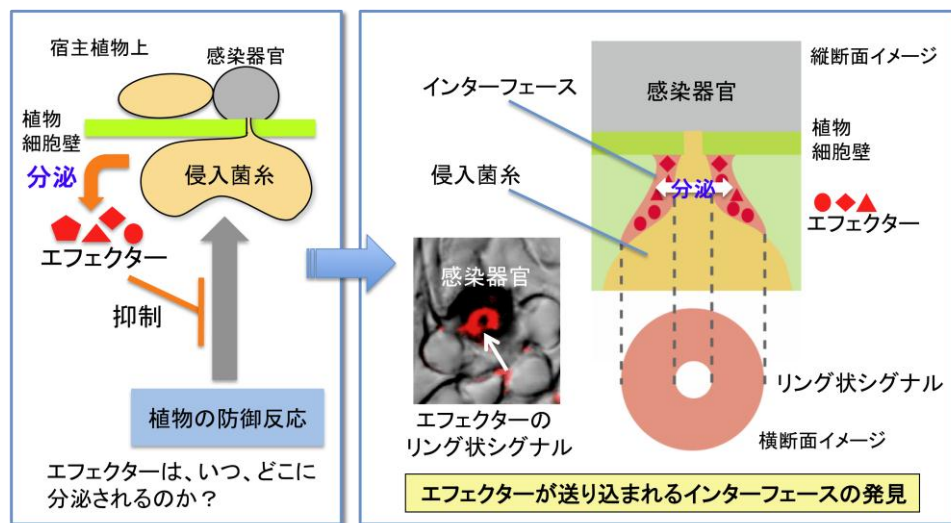 宿主植物上
感染器官
植物
細胞壁
分泌
侵入菌糸
エフェクター
抑制
植物の防御反応
エフェクターは、いつ、どこに
分泌されるのか？
縦断面イメージ
感染器官
インターフェース
植物
細胞壁
侵入菌糸
分泌
エフェクター
感染器官
エフェクターの
リング状シグナル
リング状シグナル
横断面イメージ
エフェクターが送り込まれるインターフェースの発見